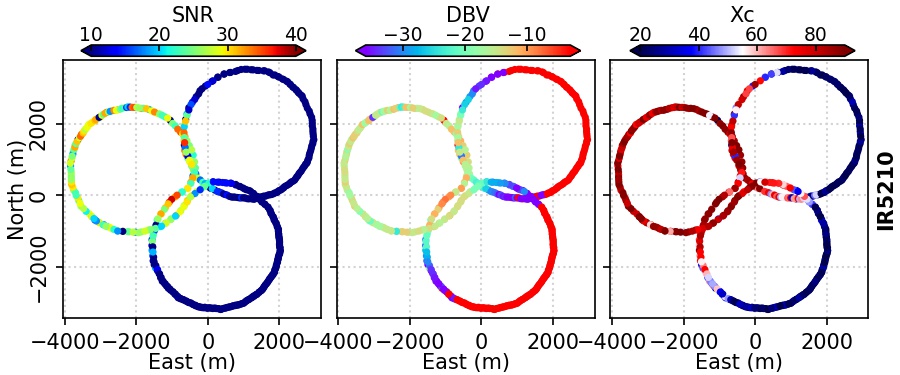 SNR DBV Xc
10 20 30 40 −30 −20 −10 20 40 60 80
2000
0
−2000
North (m)
IR5210
−4000 −2000 0 2000 −4000 −2000 0 2000 −4000 −2000 0 2000
East (m) East (m) East (m)